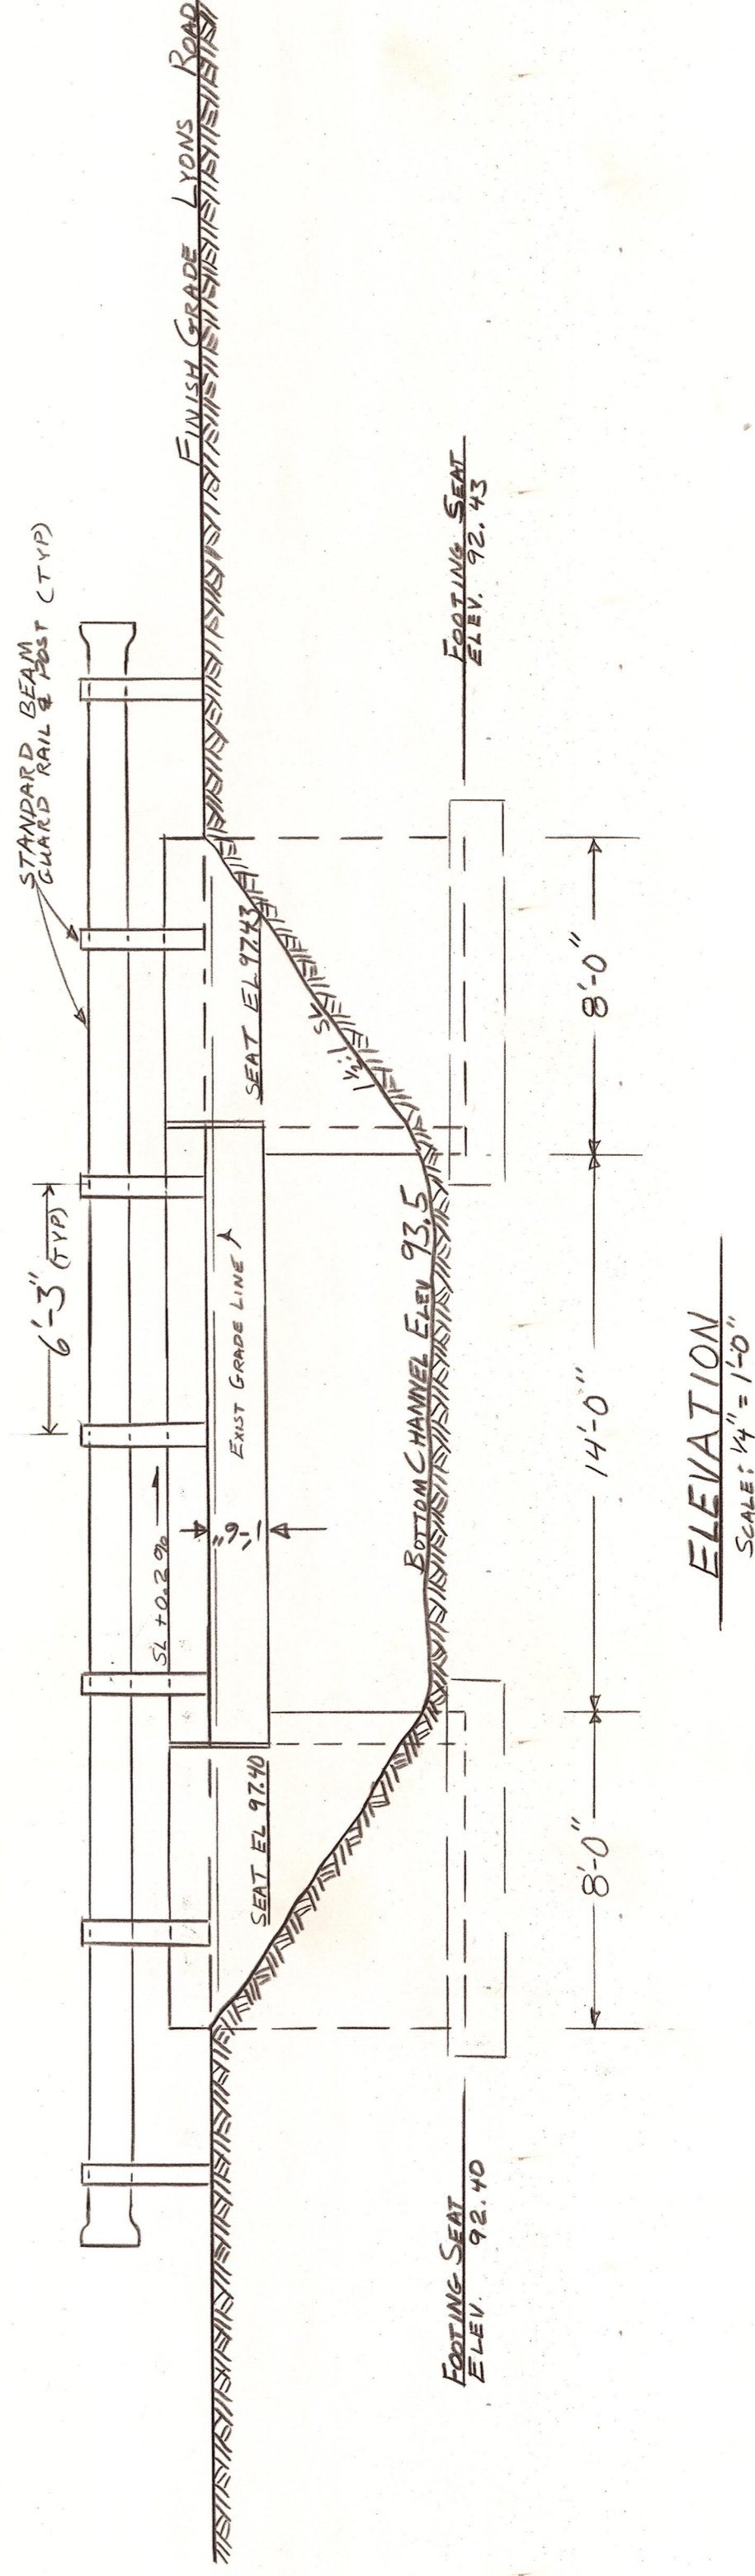 STANDARD BEAM
GUARD RAIL & POST (TYP)
6'-3" (TYP)
FINISH GRADE LYONS ROAD
SL +0.2%
EXIST GRADE LINE
1'-6"
SEAT EL 97.40
SEAT EL 97.43
1½:1 SL
BOTTOM CHANNEL ELEV 93.5
FOOTING SEAT
ELEV. 92.40
FOOTING SEAT
ELEV. 92.43
8'-0"
14'-0"
8'-0"
ELEVATION
SCALE: ¼" = 1'-0"